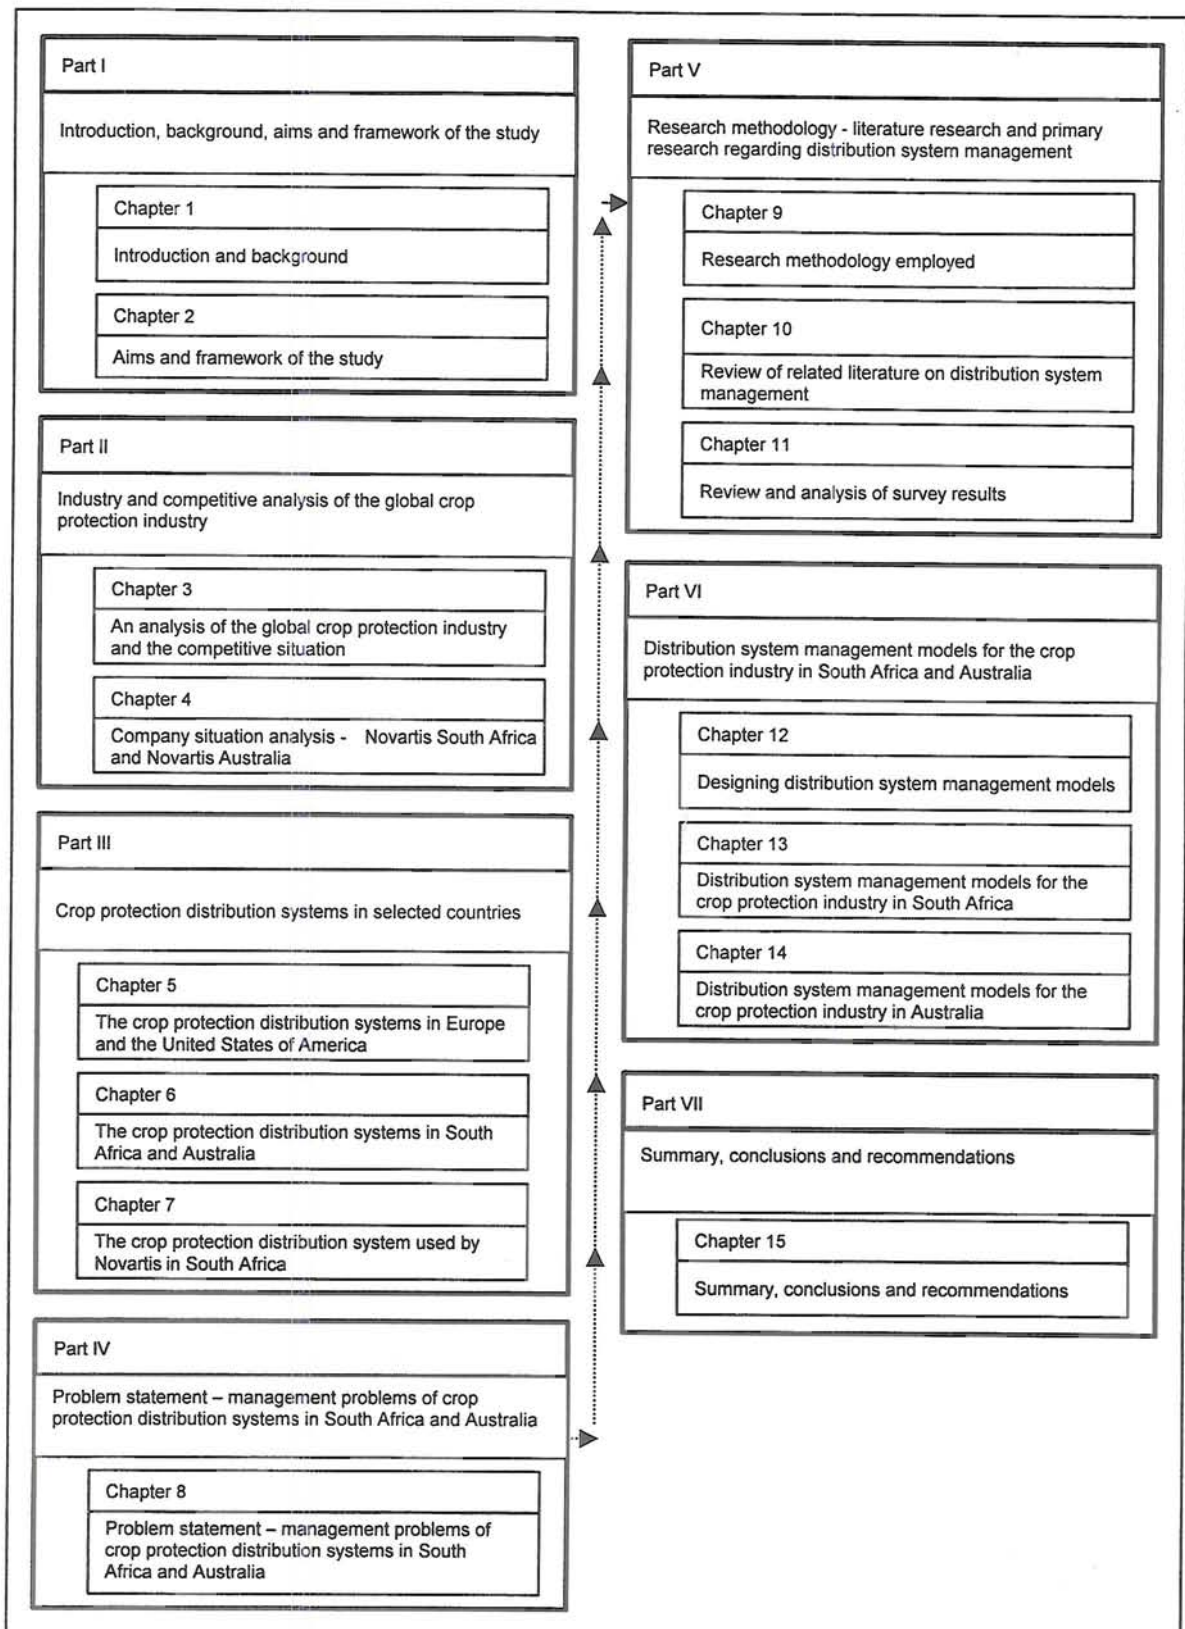 Part I
Introduction, background, aims and framework of the study
Chapter 1
Introduction and background
Chapter 2
Aims and framework of the study
Part II
Industry and competitive analysis of the global crop
protection industry
Chapter 3
An analysis of the global crop protection industry
and the competitive situation
Chapter 4
Company situation analysis - Novartis South Africa
and Novartis Australia
Part III
Crop protection distribution systems in selected countries
Chapter 5
The crop protection distribution systems in Europe
and the United States of America
Chapter 6
The crop protection distribution systems in South
Africa and Australia
Chapter 7
The crop protection distribution system used by
Novartis in South Africa
Part IV
Problem statement – management problems of crop
protection distribution systems in South Africa and Australia
Chapter 8
Problem statement – management problems of
crop protection distribution systems in South
Africa and Australia
Part V
Research methodology - literature research and primary
research regarding distribution system management
Chapter 9
Research methodology employed
Chapter 10
Review of related literature on distribution system
management
Chapter 11
Review and analysis of survey results
Part VI
Distribution system management models for the crop
protection industry in South Africa and Australia
Chapter 12
Designing distribution system management models
Chapter 13
Distribution system management models for the
crop protection industry in South Africa
Chapter 14
Distribution system management models for the
crop protection industry in Australia
Part VII
Summary, conclusions and recommendations
Chapter 15
Summary, conclusions and recommendations